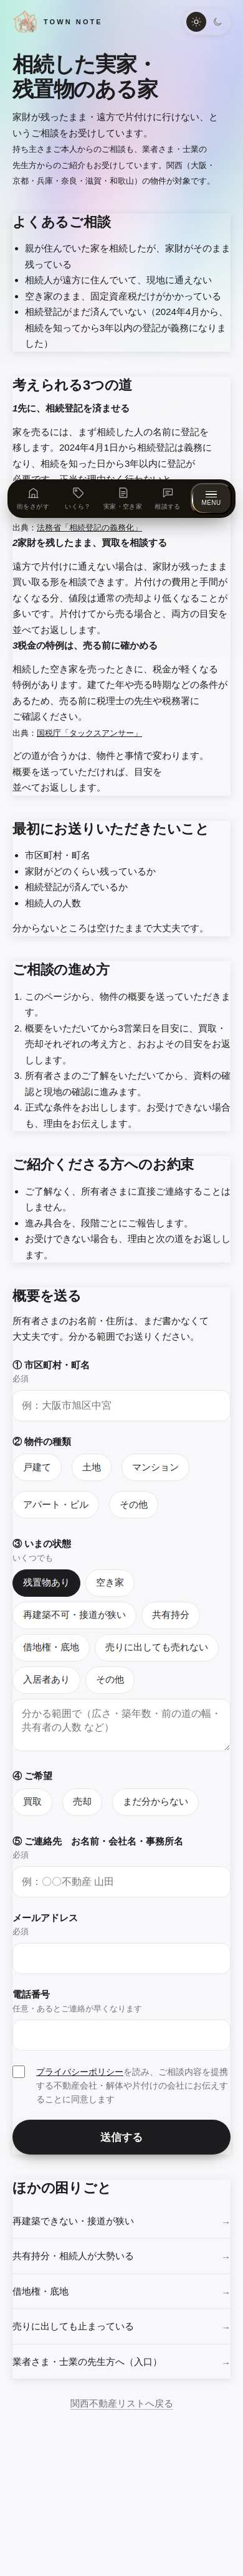 TOWN NOTE
相続した実家・
残置物のある家
家財が残ったまま・遠方で片付けに行けない、と
いうご相談をお受けしています。
持ち主さまご本人からのご相談も、業者さま・士業の
先生方からのご紹介もお受けしています。関西（大阪・
京都・兵庫・奈良・滋賀・和歌山）の物件が対象です。
よくあるご相談
• 親が住んでいた家を相続したが、家財がそのまま
残っている
• 相続人が遠方に住んでいて、現地に通えない
• 空き家のまま、固定資産税だけがかかっている
• 相続登記がまだ済んでいない（2024年4月から、
相続を知ってから3年以内の登記が義務になりま
した）
考えられる3つの道
1先に、相続登記を済ませる
家を売るには、まず相続した人の名前に登記を
移します。2024年4月1日から相続登記は義務に
なり、相続を知った日から3年以内に登記が
街をさがす
いくら？
実家・空き家
相談する
MENU
出典：法務省「相続登記の義務化」
2家財を残したまま、買取を相談する
遠方で片付けに通えない場合は、家財が残ったまま
買い取る形を相談できます。片付けの費用と手間が
なくなる分、値段は通常の売却より低くなることが
多いです。片付けてから売る場合と、両方の目安を
並べてお返しします。
3税金の特例は、売る前に確かめる
相続した空き家を売ったときに、税金が軽くなる
特例があります。建てた年や売る時期などの条件が
あるため、売る前に税理士の先生や税務署に
ご確認ください。
出典：国税庁「タックスアンサー」
どの道が合うかは、物件と事情で変わります。
概要を送っていただければ、目安を
並べてお返しします。
最初にお送りいただきたいこと
• 市区町村・町名
• 家財がどのくらい残っているか
• 相続登記が済んでいるか
• 相続人の人数
分からないところは空けたままで大丈夫です。
ご相談の進め方
1. このページから、物件の概要を送っていただきま
す。
2. 概要をいただいてから3営業日を目安に、買取・
売却それぞれの考え方と、おおよその目安をお返
しします。
3. 所有者さまのご了解をいただいてから、資料の確
認と現地の確認に進みます。
4. 正式な条件をお出しします。お受けできない場合
も、理由をお伝えします。
ご紹介くださる方へのお約束
• ご了解なく、所有者さまに直接ご連絡することは
しません。
• 進み具合を、段階ごとにご報告します。
• お受けできない場合も、理由と次の道をお返ししま
す。
概要を送る
所有者さまのお名前・住所は、まだ書かなくて
大丈夫です。分かる範囲でお送りください。
① 市区町村・町名
必須
例：大阪市旭区中宮
② 物件の種類
戸建て
土地
マンション
アパート・ビル
その他
③ いまの状態
いくつでも
残置物あり
空き家
再建築不可・接道が狭い
共有持分
借地権・底地
売りに出しても売れない
入居者あり
その他
分かる範囲で（広さ・築年数・前の道の幅・
共有者の人数 など）
④ ご希望
買取
売却
まだ分からない
⑤ ご連絡先　お名前・会社名・事務所名
必須
例：〇〇不動産 山田
メールアドレス
必須
電話番号
任意・あるとご連絡が早くなります
プライバシーポリシーを読み、ご相談内容を提携
する不動産会社・解体や片付けの会社にお伝えす
ることに同意します
送信する
ほかの困りごと
再建築できない・接道が狭い →
共有持分・相続人が大勢いる →
借地権・底地 →
売りに出しても止まっている →
業者さま・士業の先生方へ（入口） →
関西不動産リストへ戻る